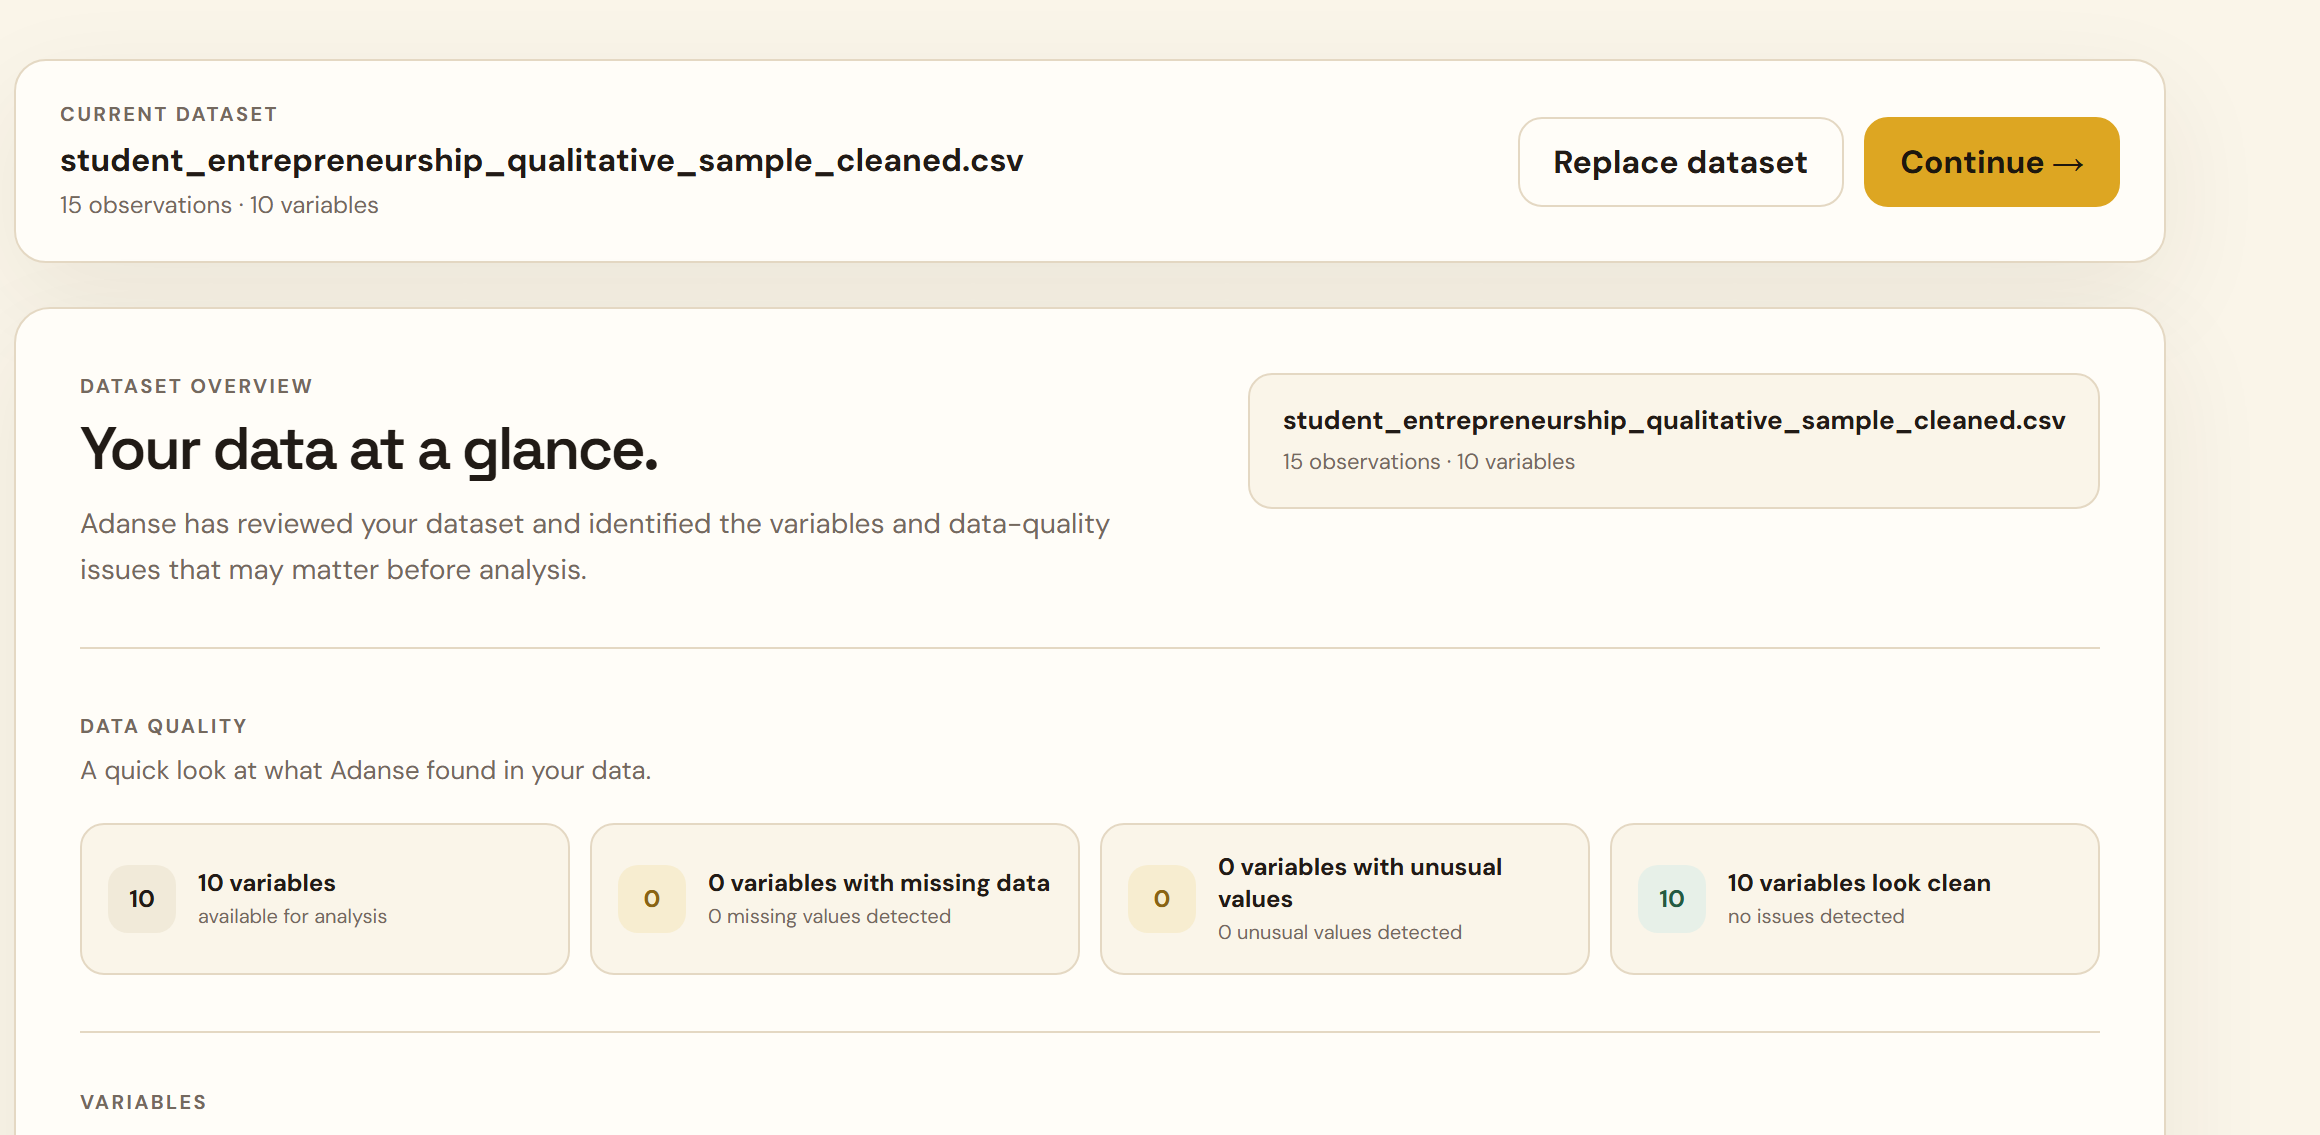 CURRENT DATASET
student_entrepreneurship_qualitative_sample_cleaned.csv
15 observations · 10 variables
Replace dataset
Continue →
DATASET OVERVIEW
Your data at a glance.
Adanse has reviewed your dataset and identified the variables and data-quality
issues that may matter before analysis.
student_entrepreneurship_qualitative_sample_cleaned.csv
15 observations · 10 variables
DATA QUALITY
A quick look at what Adanse found in your data.
10
10 variables
available for analysis
0
0 variables with missing data
0 missing values detected
0
0 variables with unusual
values
0 unusual values detected
10
10 variables look clean
no issues detected
VARIABLES